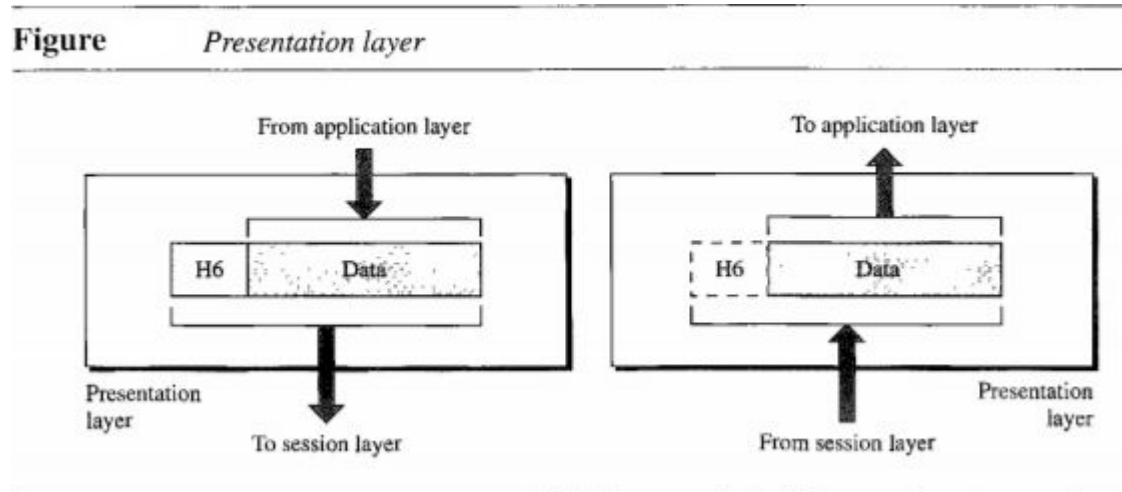 Figure Presentation layer
From application layer
H6 Data
Presentation
layer
To session layer
To application layer
H6 Data
Presentation
layer
From session layer